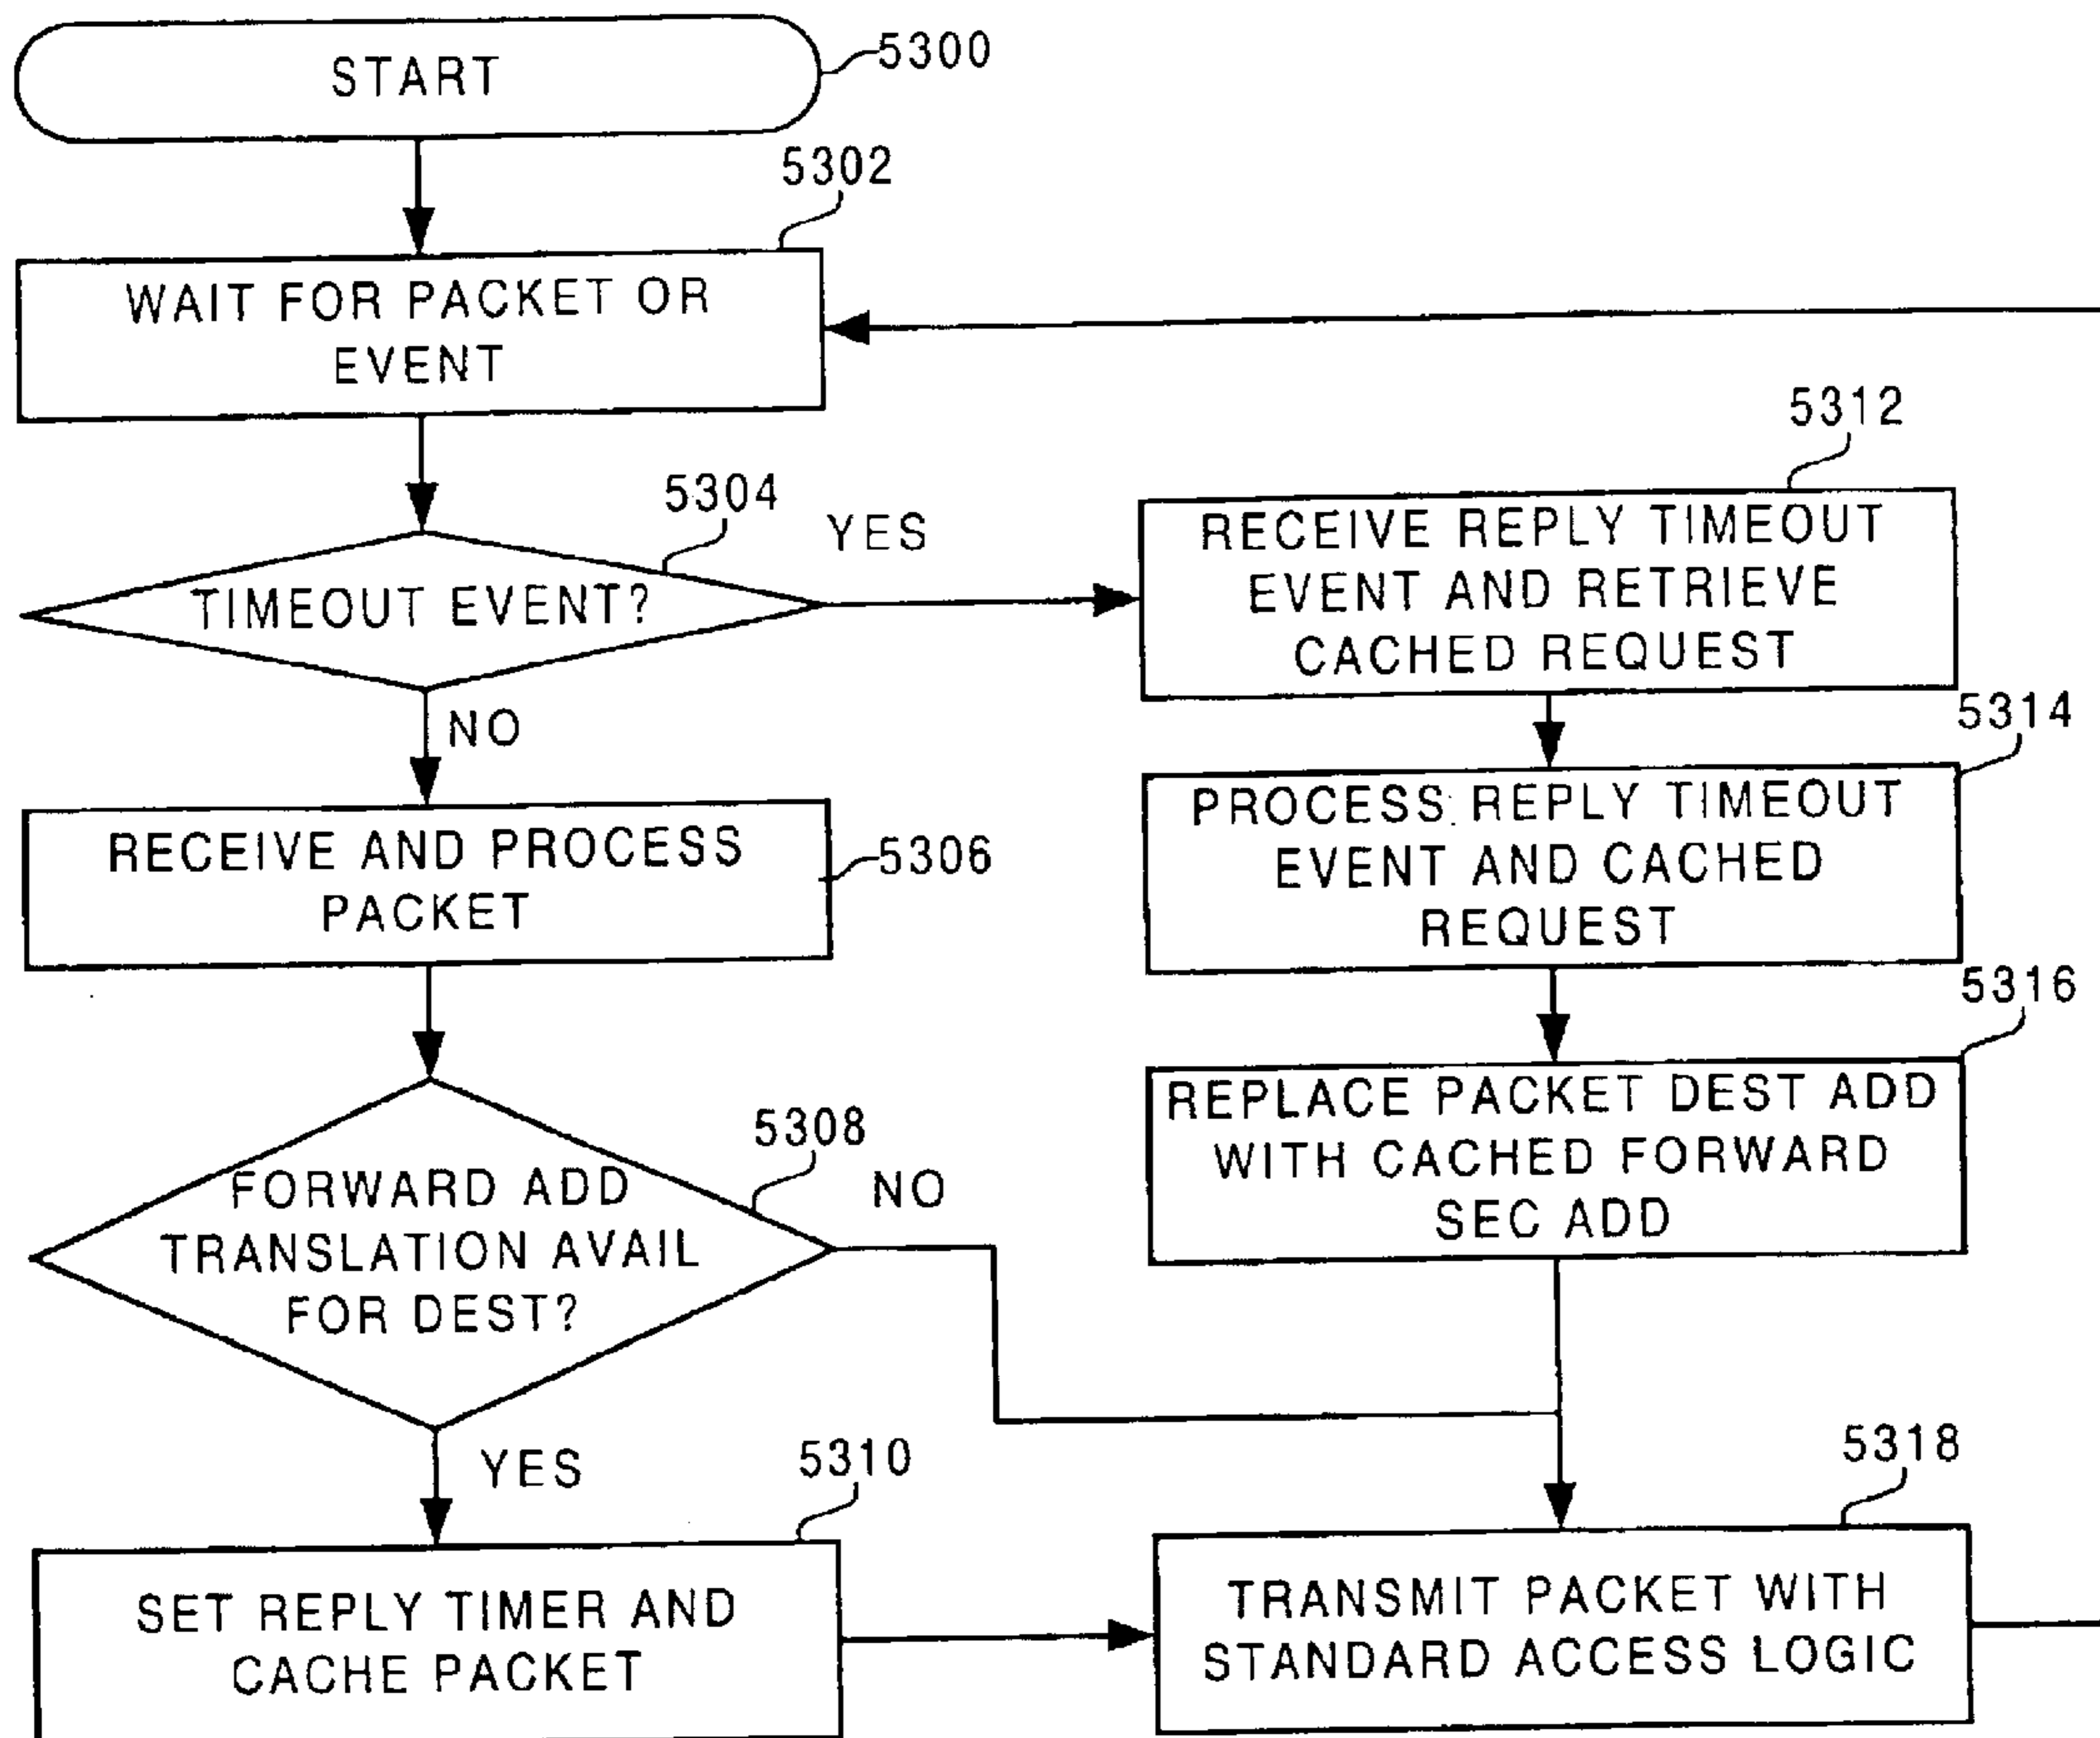 START
5300
5302
WAIT FOR PACKET OR
EVENT
5304
TIMEOUT EVENT?
YES
NO
5312
RECEIVE REPLY TIMEOUT
EVENT AND RETRIEVE
CACHED REQUEST
5314
PROCESS REPLY TIMEOUT
EVENT AND CACHED
REQUEST
RECEIVE AND PROCESS
PACKET
5306
5316
REPLACE PACKET DEST ADD
WITH CACHED FORWARD
SEC ADD
5308
FORWARD ADD
TRANSLATION AVAIL
FOR DEST?
NO
YES
5310
SET REPLY TIMER AND
CACHE PACKET
5318
TRANSMIT PACKET WITH
STANDARD ACCESS LOGIC